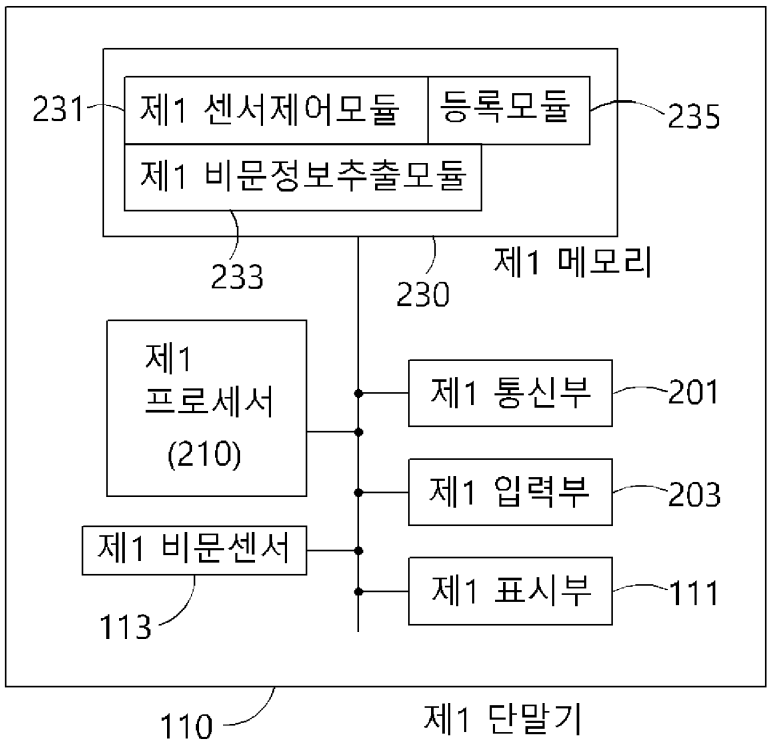 231 제1 센서제어모듈 등록모듈 235
제1 비문정보추출모듈
233 230 제1 메모리
제1
프로세서
(210)
제1 통신부 201
제1 입력부 203
제1 비문센서
113
제1 표시부 111
110 제1 단말기